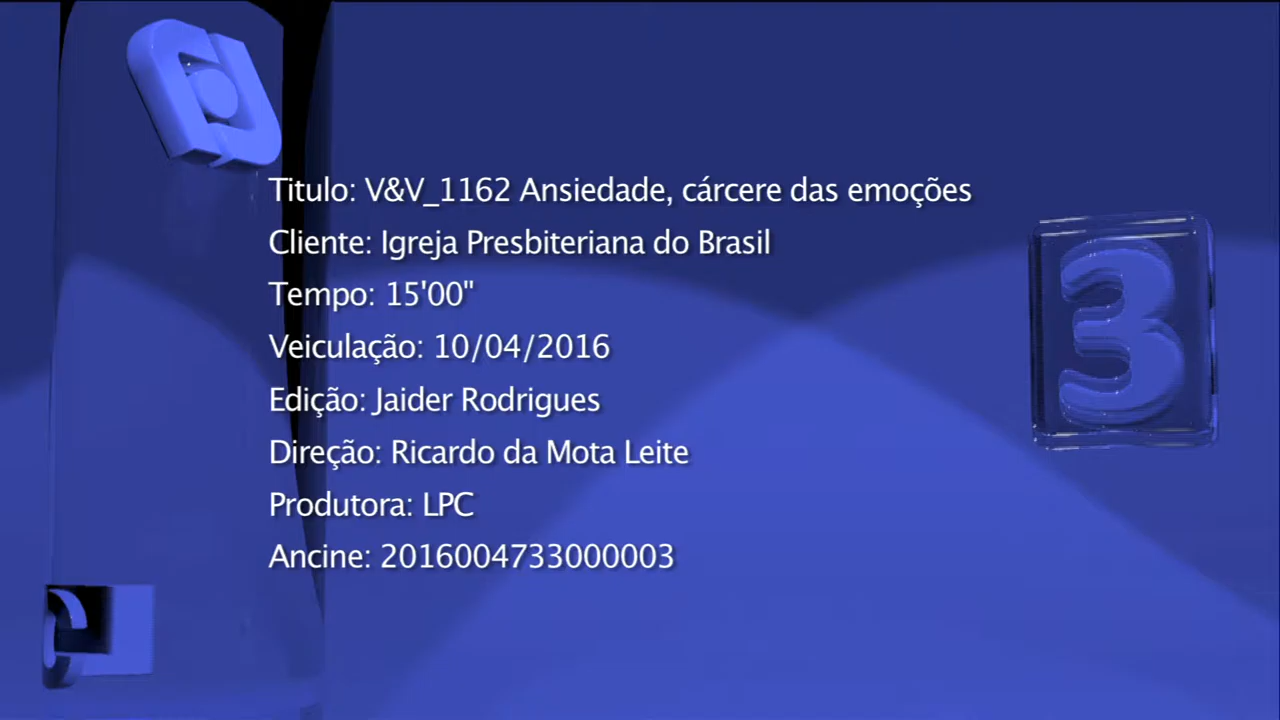 Titulo: V&V_1162 Ansiedade, cárcere das emoções
Cliente: Igreja Presbiteriana do Brasil
Tempo: 15'00"
Veiculação: 10/04/2016
Edição: Jaider Rodrigues
Direção: Ricardo da Mota Leite
Produtora: LPC
Ancine: 2016004733000003
3